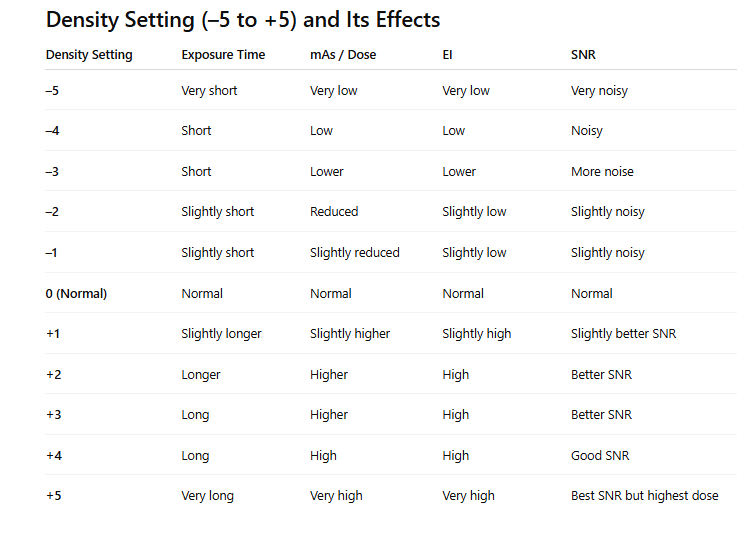 Density Setting (–5 to +5) and Its Effects
Density Setting Exposure Time mAs / Dose EI SNR
–5 Very short Very low Very low Very noisy
–4 Short Low Low Noisy
–3 Short Lower Lower More noise
–2 Slightly short Reduced Slightly low Slightly noisy
–1 Slightly short Slightly reduced Slightly low Slightly noisy
0 (Normal) Normal Normal Normal Normal
+1 Slightly longer Slightly higher Slightly high Slightly better SNR
+2 Longer Higher High Better SNR
+3 Long Higher High Better SNR
+4 Long High High Good SNR
+5 Very long Very high Very high Best SNR but highest dose